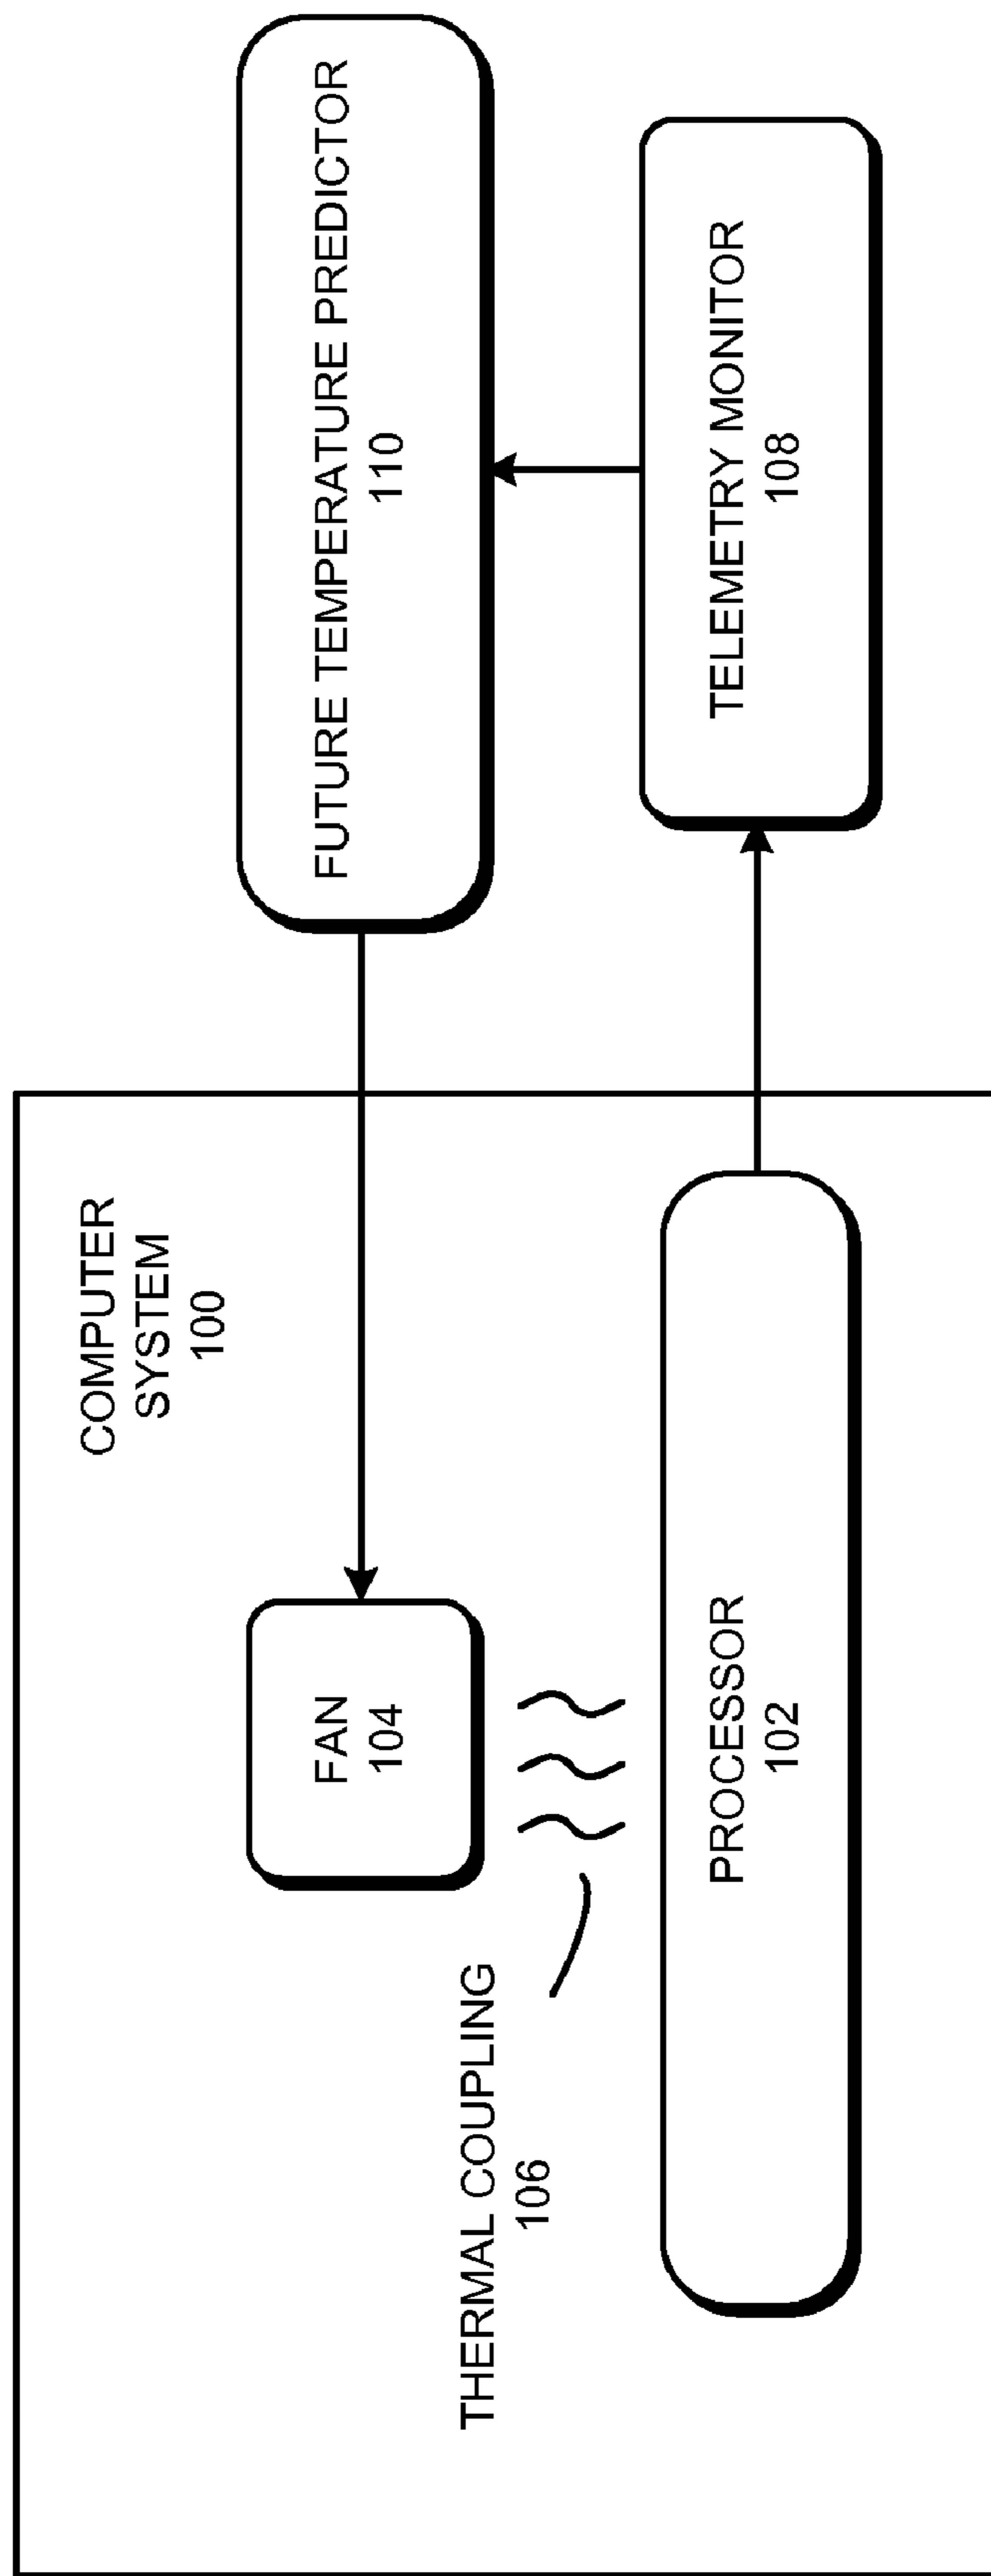 COMPUTER
SYSTEM
100
FAN
104
THERMAL COUPLING
106
PROCESSOR
102
FUTURE TEMPERATURE PREDICTOR
110
TELEMETRY MONITOR
108